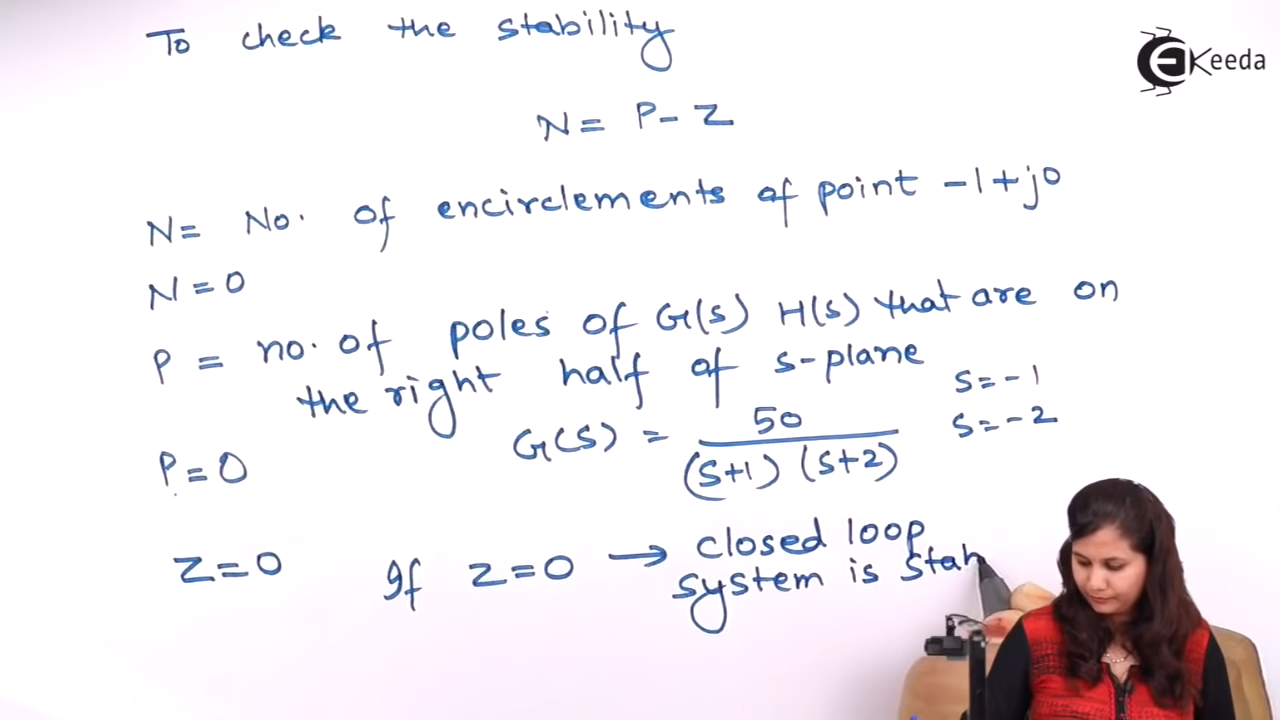 To check the stability
EKeeda
N = P - Z
N = No. of encirclements of point -1+j0
N = 0
P = no. of poles of G(s) H(s) that are on
the right half of s-plane
s = -1
G(s) = 50 / (s+1) (s+2)
s = -2
P = 0
Z = 0 If Z = 0 → closed loop
system is stab